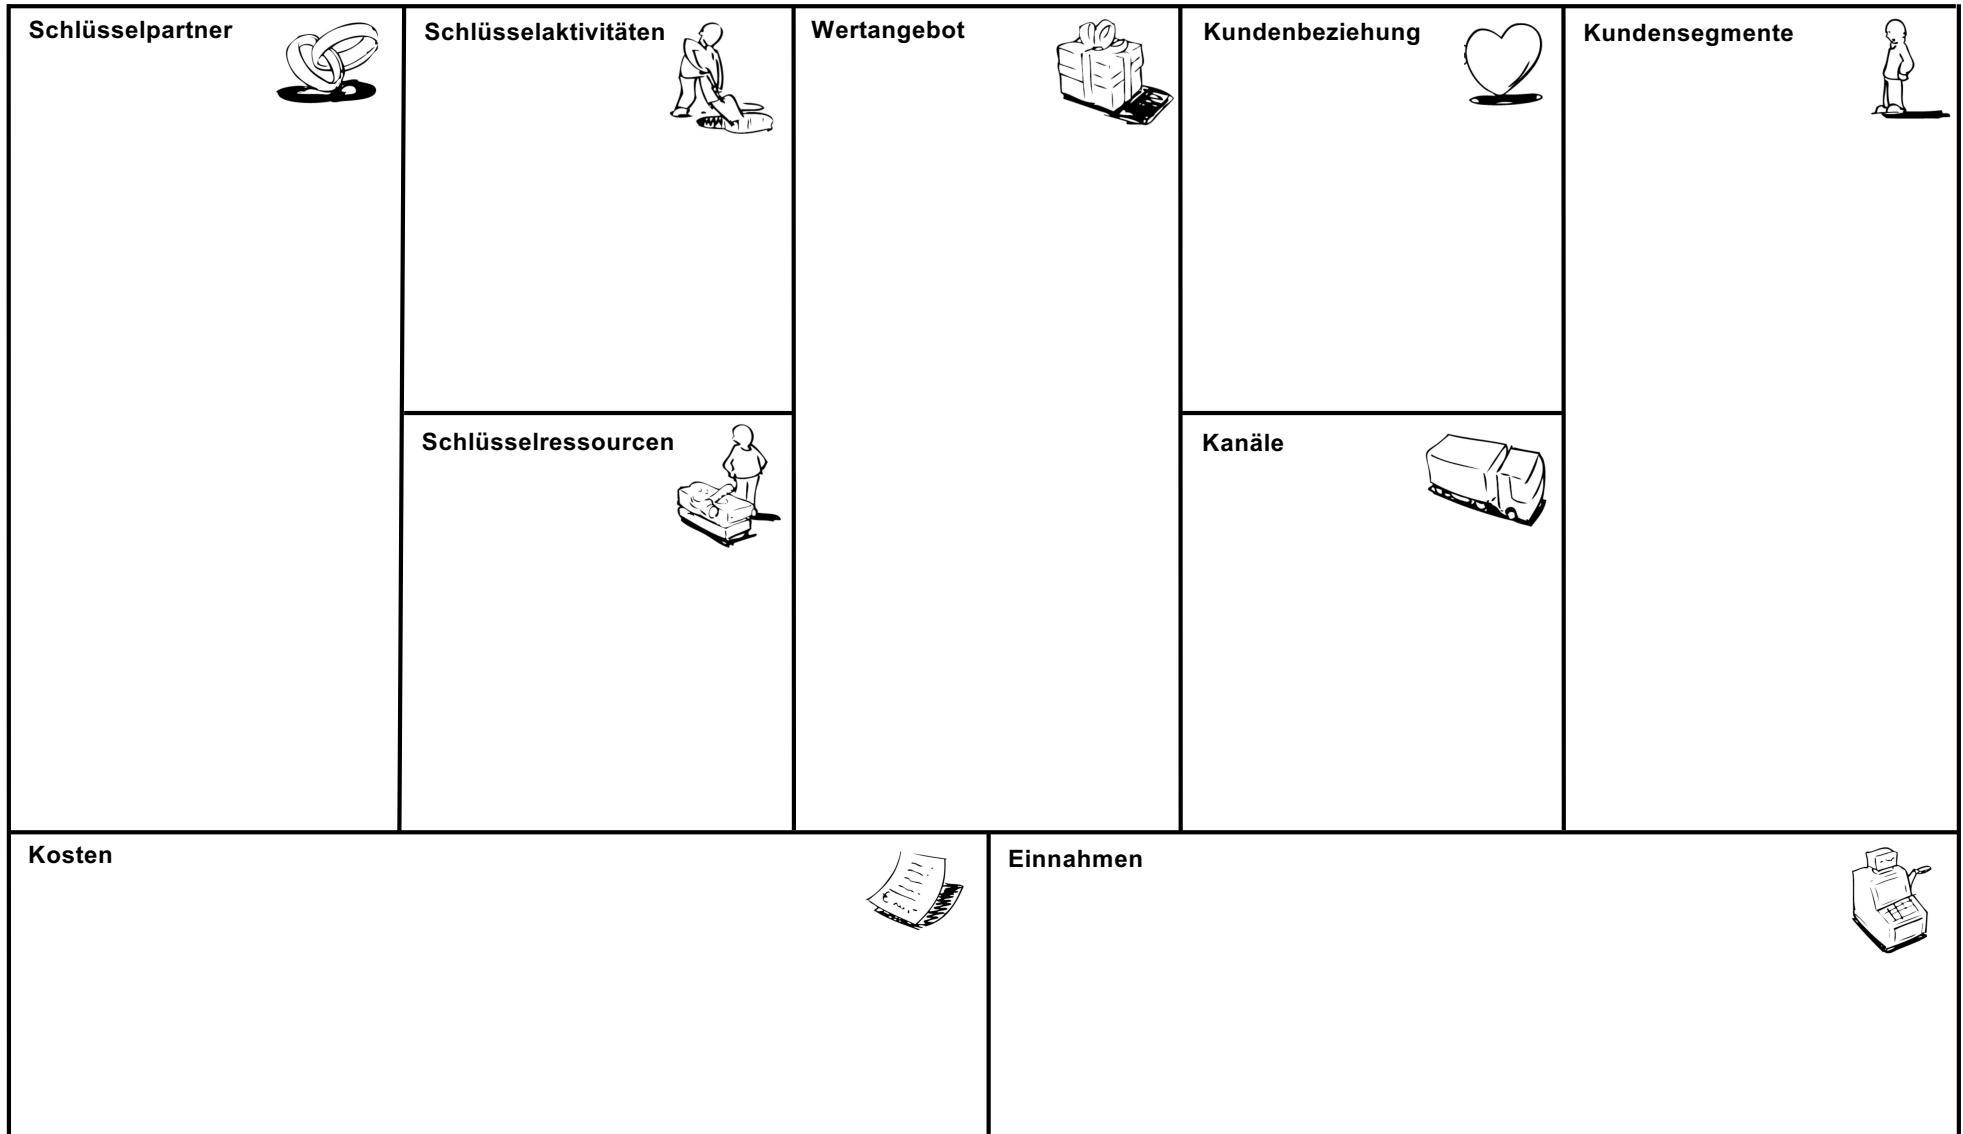 Schlüsselpartner
Schlüsselaktivitäten
Wertangebot
Kundenbeziehung
Kundensegmente
Schlüsselressourcen
Kanäle
Kosten
Einnahmen